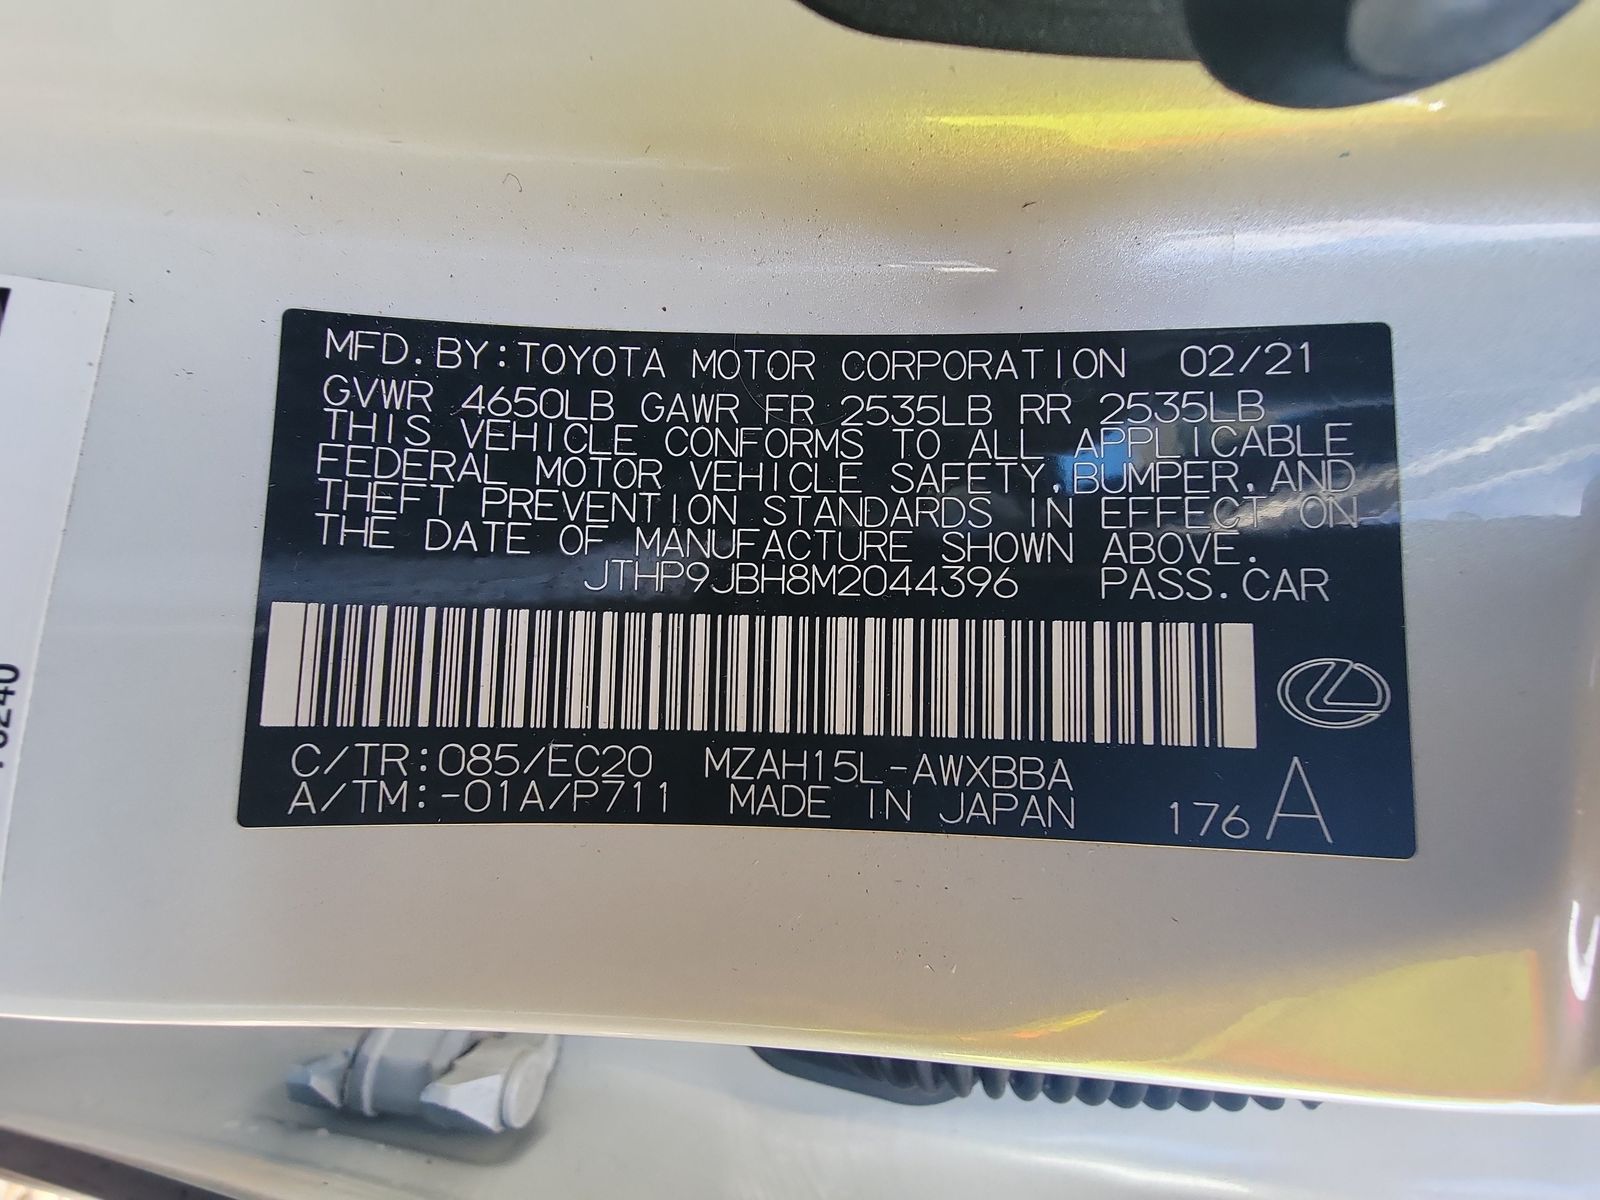 MFD. BY: TOYOTA MOTOR CORPORATION 02/21
GVWR 4650LB GAWR FR 2535LB RR 2535LB
THIS VEHICLE CONFORMS TO ALL APPLICABLE
FEDERAL MOTOR VEHICLE SAFETY, BUMPER, AND
THEFT PREVENTION STANDARDS IN EFFECT ON
THE DATE OF MANUFACTURE SHOWN ABOVE.
JTHP9JBH8M2044396 PASS. CAR
C/TR: 085/EC20 MZAH15L-AWXBBA
A/TM: -01A/P711 MADE IN JAPAN 176 A